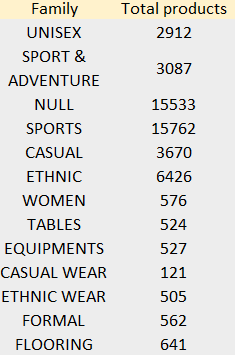 Family Total products
UNISEX 2912
SPORT &
ADVENTURE 3087
NULL 15533
SPORTS 15762
CASUAL 3670
ETHNIC 6426
WOMEN 576
TABLES 524
EQUIPMENTS 527
CASUAL WEAR 121
ETHNIC WEAR 505
FORMAL 562
FLOORING 641